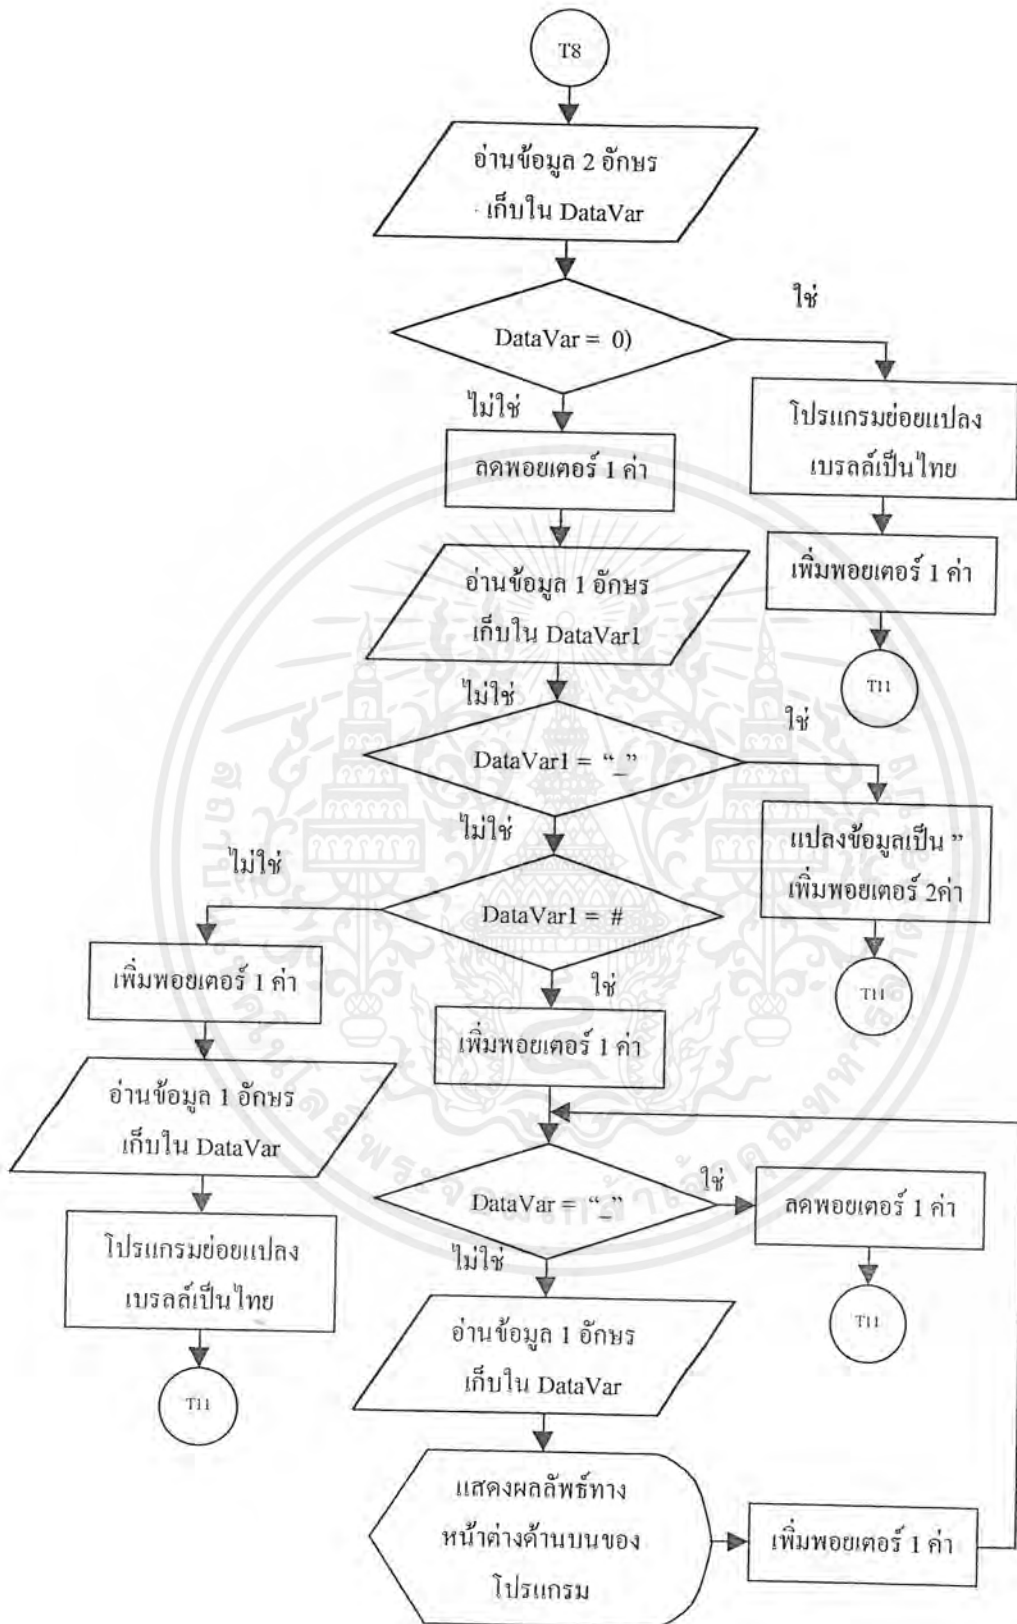 T8
อ่านข้อมูล 2 อักษร
เก็บใน DataVar
DataVar = 0)
ใช่
ไม่ใช่
โปรแกรมย่อยแปลง
เบรลล์เป็นไทย
ลดพอยเตอร์ 1 ค่า
เพิ่มพอยเตอร์ 1 ค่า
T11
อ่านข้อมูล 1 อักษร
เก็บใน DataVar1
ไม่ใช่
DataVar1 = “_”
ใช่
แปลงข้อมูลเป็น ”
เพิ่มพอยเตอร์ 2ค่า
T11
ไม่ใช่
ไม่ใช่
DataVar1 = #
ใช่
เพิ่มพอยเตอร์ 1 ค่า
อ่านข้อมูล 1 อักษร
เก็บใน DataVar
โปรแกรมย่อยแปลง
เบรลล์เป็นไทย
T11
เพิ่มพอยเตอร์ 1 ค่า
DataVar = “_”
ใช่
ลดพอยเตอร์ 1 ค่า
T11
ไม่ใช่
อ่านข้อมูล 1 อักษร
เก็บใน DataVar
แสดงผลลัพธ์ทาง
หน้าต่างด้านบนของ
โปรแกรม
เพิ่มพอยเตอร์ 1 ค่า